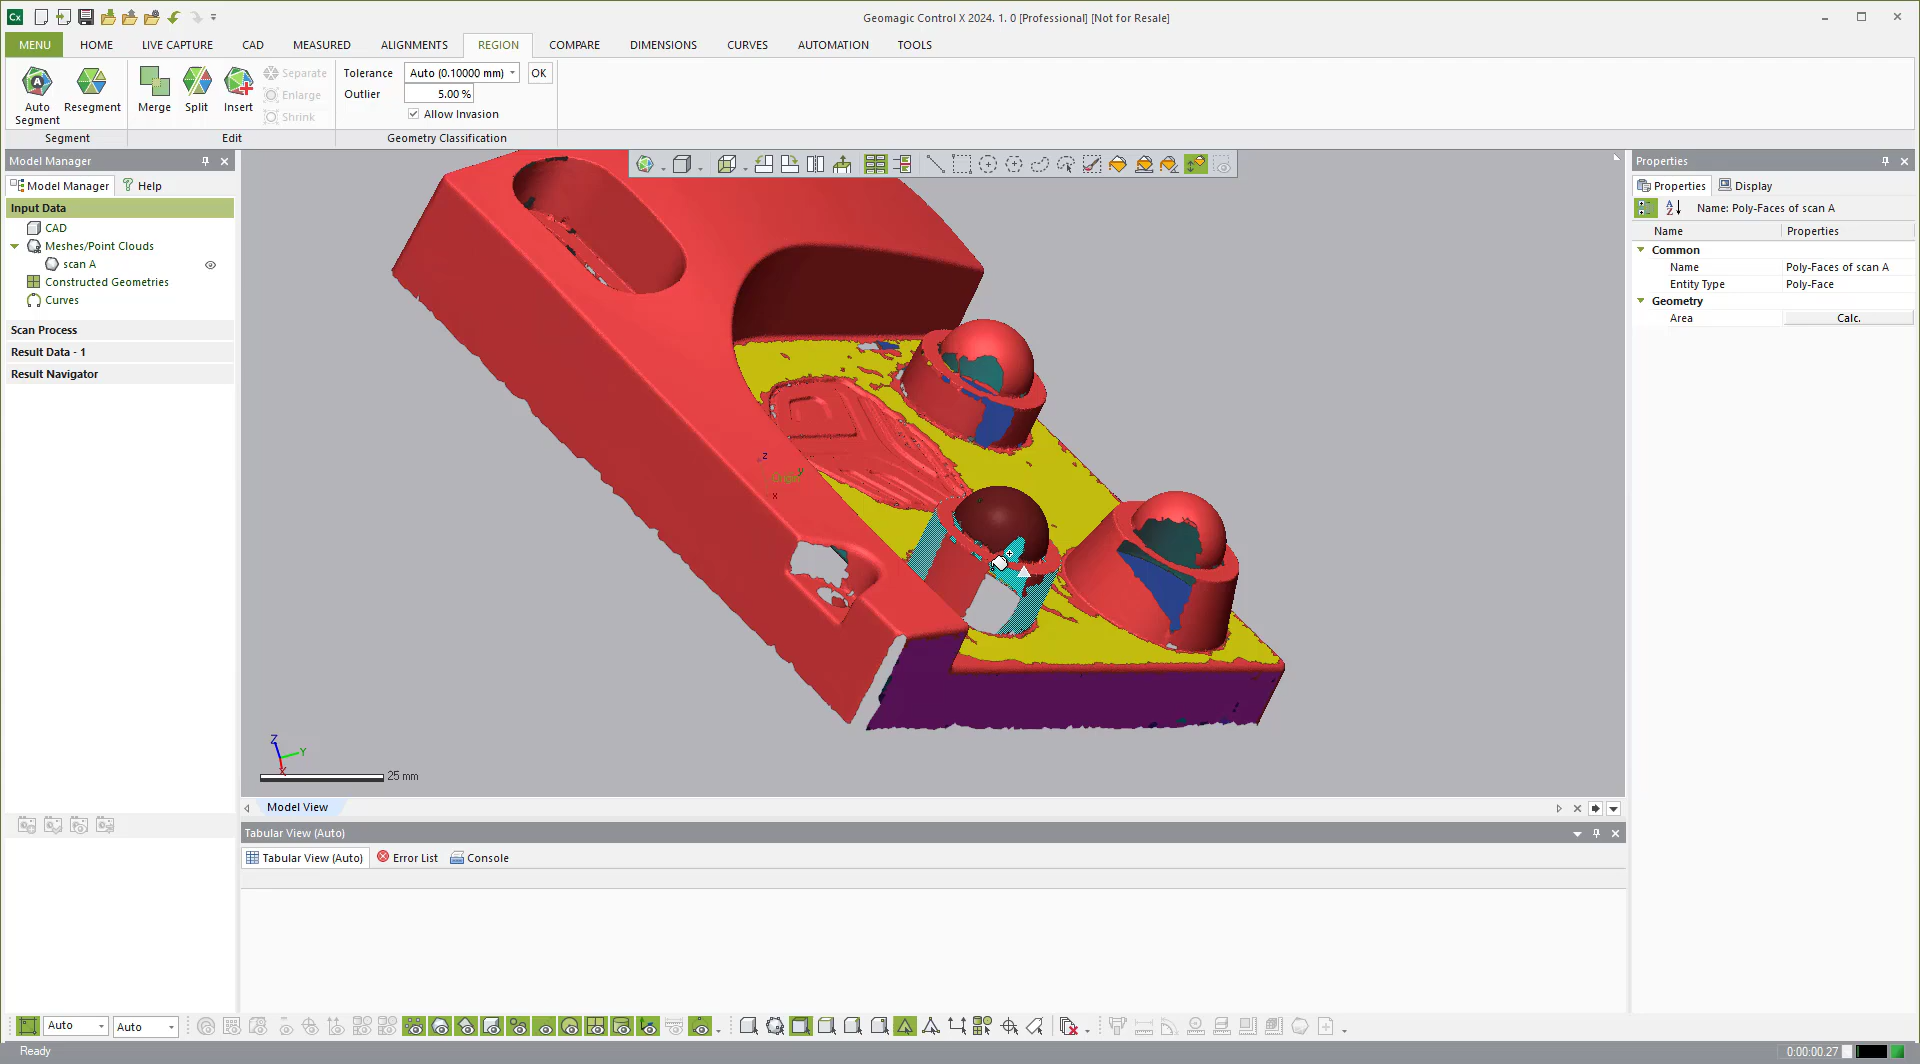 Cx
Geomagic Control X 2024. 1. 0 [Professional] [Not for Resale]
MENU HOME LIVE CAPTURE CAD MEASURED ALIGNMENTS REGION COMPARE DIMENSIONS CURVES AUTOMATION TOOLS
Auto Segment
Resegment
Merge
Split
Insert
Separate
Enlarge
Shrink
Tolerance Auto (0.10000 mm) OK
Outlier 5.00 %
Allow Invasion
Segment Edit Geometry Classification
Model Manager
Model Manager Help
Input Data
CAD
Meshes/Point Clouds
scan A
Constructed Geometries
Curves
Scan Process
Result Data - 1
Result Navigator
Z
Y
X
Origin
Z
Y
X
25 mm
Model View
Tabular View (Auto)
Tabular View (Auto) Error List Console
Properties
Properties Display
Name: Poly-Faces of scan A
Name Properties
Common
Name Poly-Faces of scan A
Entity Type Poly-Face
Geometry
Area Calc.
Auto Auto
Ready
0:00:00.27